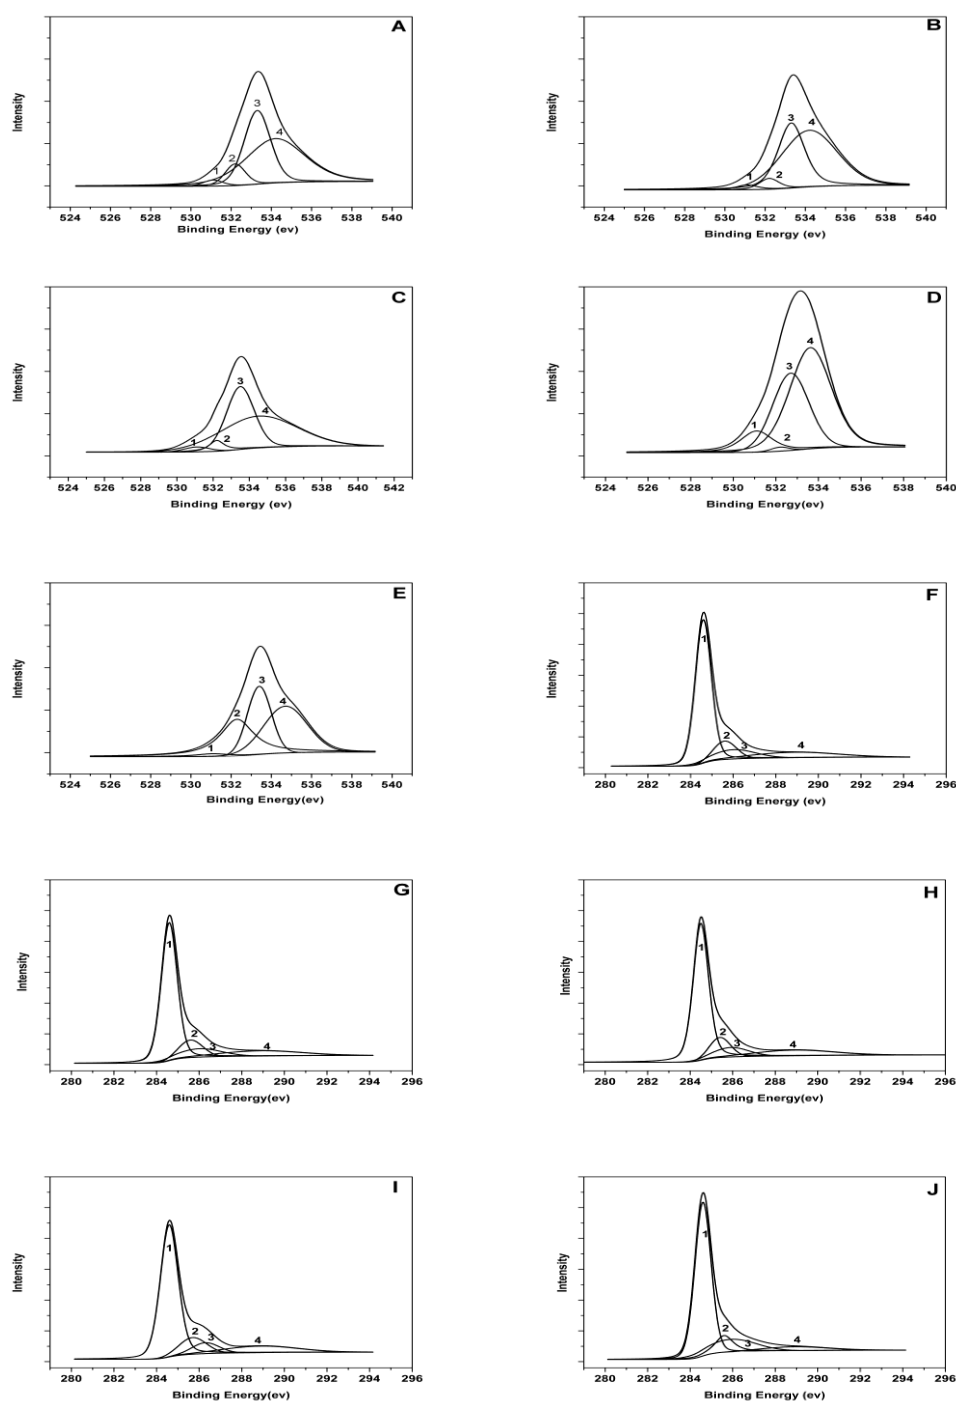 A
Intensity
1
2
3
4
524 526 528 530 532 534 536 538 540
Binding Energy (ev)
B
Intensity
1
2
3
4
524 526 528 530 532 534 536 538 540
Binding Energy (ev)
C
Intensity
1
2
3
4
524 526 528 530 532 534 536 538 540 542
Binding Energy (ev)
D
Intensity
1
2
3
4
524 526 528 530 532 534 536 538 540
Binding Energy(ev)
E
Intensity
1
2
3
4
524 526 528 530 532 534 536 538 540
Binding Energy(ev)
F
Intensity
1
2
3
4
280 282 284 286 288 290 292 294 296
Binding Energy(ev)
G
Intensity
1
2
3
4
280 282 284 286 288 290 292 294 296
Binding Energy(ev)
H
Intensity
1
2
3
4
280 282 284 286 288 290 292 294 296
Binding Energy(ev)
I
Intensity
1
2
3
4
280 282 284 286 288 290 292 294 296
Binding Energy(ev)
J
Intensity
1
2
3
4
280 282 284 286 288 290 292 294 296
Binding Energy(ev)